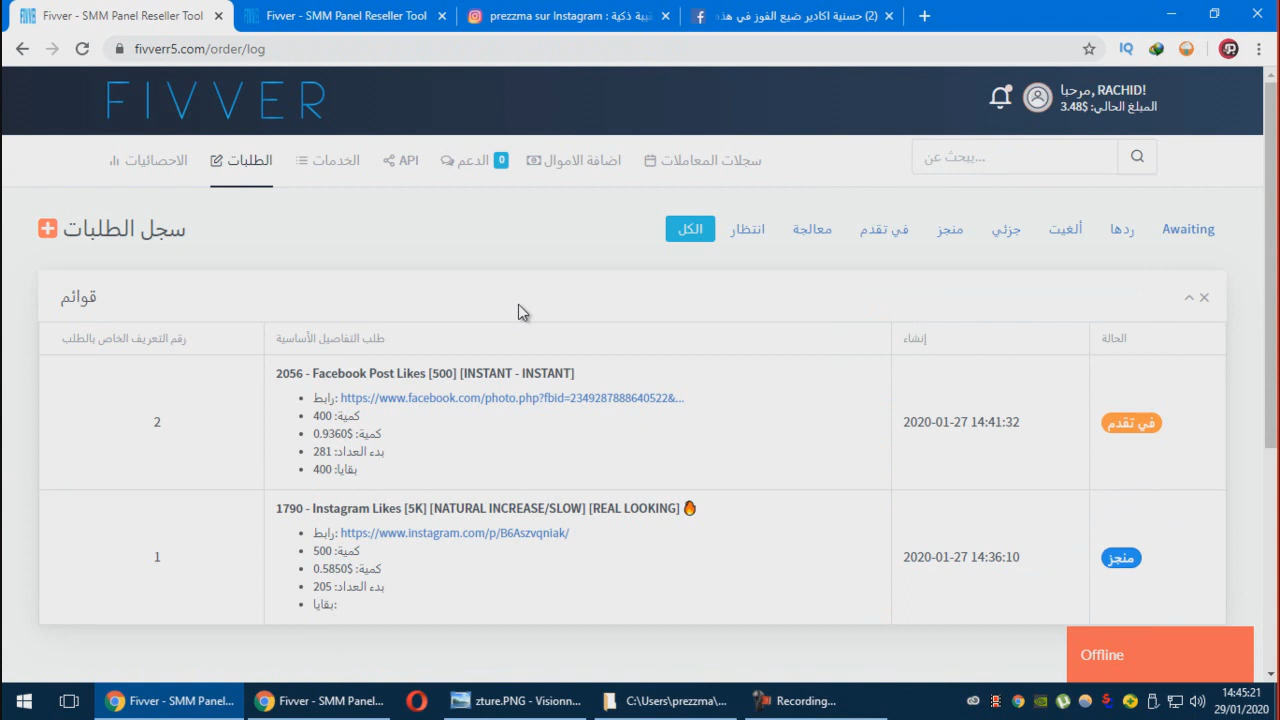 Fivver - SMM Panel Reseller Tool
Fivver - SMM Panel Reseller Tool
prezzma sur Instagram : يبة ذكية
(2) حسنية اكادير ضيع الفوز في هذه
fivverr5.com/order/log
IQ
FIVVER
مرحبا, RACHID!
المبلغ الحالي: 3.48$
الاحصائيات
الطلبات
الخدمات
API
الدعم 0
اضافة الاموال
سجلات المعاملات
يبحث عن...
سجل الطلبات
الكل
انتظار
معالجة
في تقدم
منجز
جزئي
ألغيت
ردها
Awaiting
قوائم
رقم التعريف الخاص بالطلب
طلب التفاصيل الأساسية
إنشاء
الحالة
2
2056 - Facebook Post Likes [500] [INSTANT - INSTANT]
رابط: https://www.facebook.com/photo.php?fbid=2349287888640522&...
كمية: 400
كمية: 0.9360$
بدء العداد: 281
بقايا: 400
2020-01-27 14:41:32
في تقدم
1
1790 - Instagram Likes [5K] [NATURAL INCREASE/SLOW] [REAL LOOKING] 🔥
رابط: https://www.instagram.com/p/B6Aszvqniak/
كمية: 500
كمية: 0.5850$
بدء العداد: 205
بقايا:
2020-01-27 14:36:10
منجز
Offline
Fivver - SMM Panel...
Fivver - SMM Panel...
zture.PNG - Visionn...
C:\Users\prezzma\...
Recording...
14:45:21
29/01/2020